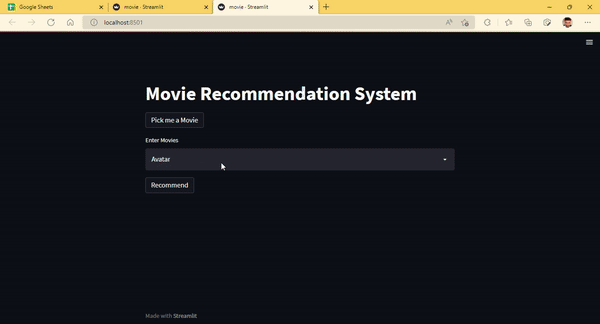 Google Sheets
movie · Streamlit
movie · Streamlit
localhost:8501
Movie Recommendation System
Pick me a Movie
Enter Movies
Avatar
Recommend
Made with Streamlit